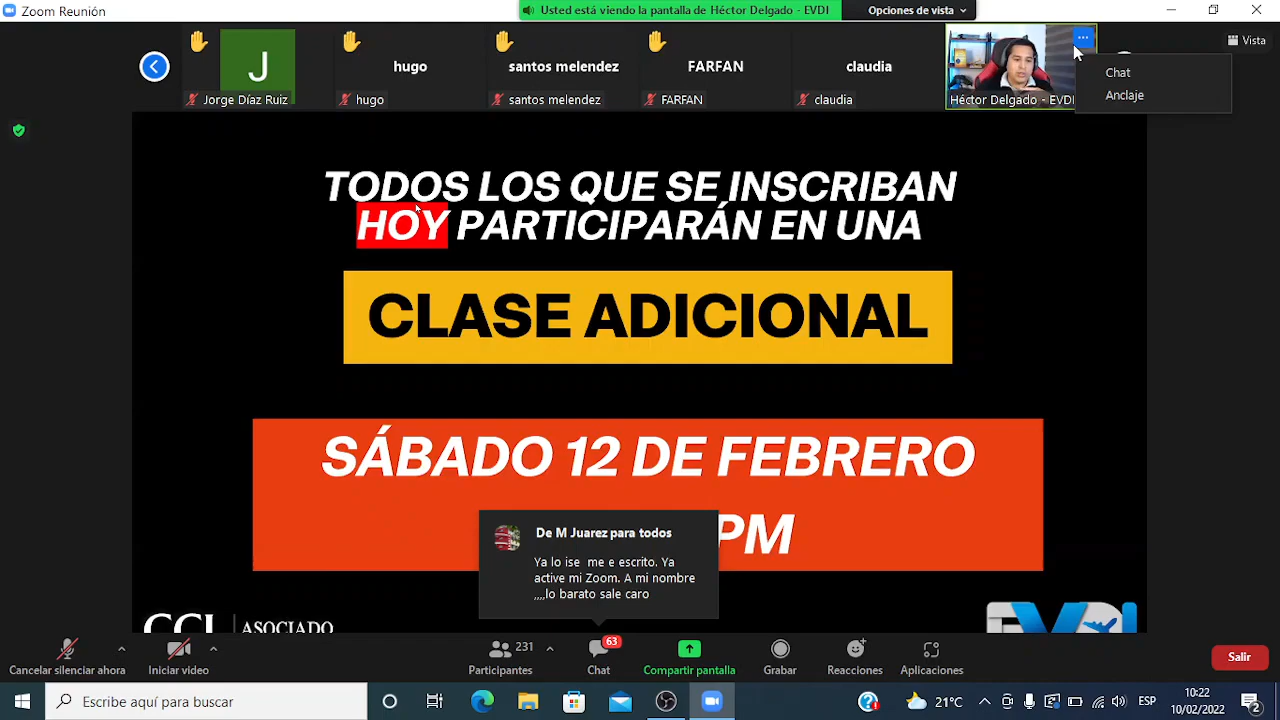 Zoom Reunión
Usted está viendo la pantalla de Héctor Delgado - EVDI
Opciones de vista
J
Jorge Díaz Ruiz
hugo
hugo
santos melendez
santos melendez
FARFAN
FARFAN
claudia
claudia
Héctor Delgado - EVDI
Vista
Chat
Anclaje
TODOS LOS QUE SE INSCRIBAN
HOY PARTICIPARÁN EN UNA
CLASE ADICIONAL
SÁBADO 12 DE FEBRERO
PM
De M Juarez para todos
Ya lo ise me e escrito. Ya
active mi Zoom. A mi nombre
,,,,lo barato sale caro
CCL ASOCIADO
EVDI
Cancelar silenciar ahora
Iniciar video
231
Participantes
63
Chat
Compartir pantalla
Grabar
Reacciones
Aplicaciones
Salir
Escribe aquí para buscar
21°C
ESP
10:22
10/02/2022
2